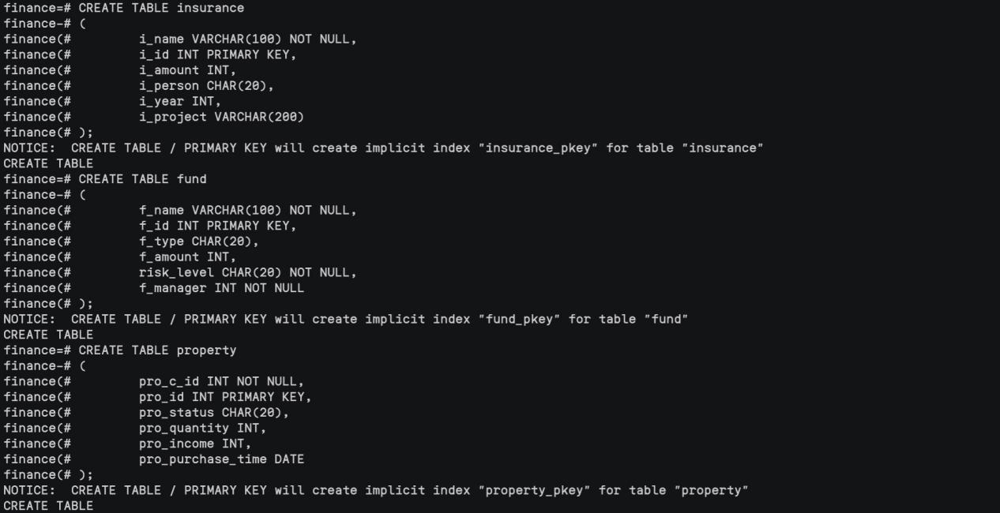 finance=# CREATE TABLE insurance
finance-# (
finance(#         i_name VARCHAR(100) NOT NULL,
finance(#         i_id INT PRIMARY KEY,
finance(#         i_amount INT,
finance(#         i_person CHAR(20),
finance(#         i_year INT,
finance(#         i_project VARCHAR(200)
finance(# );
NOTICE:  CREATE TABLE / PRIMARY KEY will create implicit index "insurance_pkey" for table "insurance"
CREATE TABLE
finance=# CREATE TABLE fund
finance-# (
finance(#         f_name VARCHAR(100) NOT NULL,
finance(#         f_id INT PRIMARY KEY,
finance(#         f_type CHAR(20),
finance(#         f_amount INT,
finance(#         risk_level CHAR(20) NOT NULL,
finance(#         f_manager INT NOT NULL
finance(# );
NOTICE:  CREATE TABLE / PRIMARY KEY will create implicit index "fund_pkey" for table "fund"
CREATE TABLE
finance=# CREATE TABLE property
finance-# (
finance(#         pro_c_id INT NOT NULL,
finance(#         pro_id INT PRIMARY KEY,
finance(#         pro_status CHAR(20),
finance(#         pro_quantity INT,
finance(#         pro_income INT,
finance(#         pro_purchase_time DATE
finance(# );
NOTICE:  CREATE TABLE / PRIMARY KEY will create implicit index "property_pkey" for table "property"
CREATE TABLE